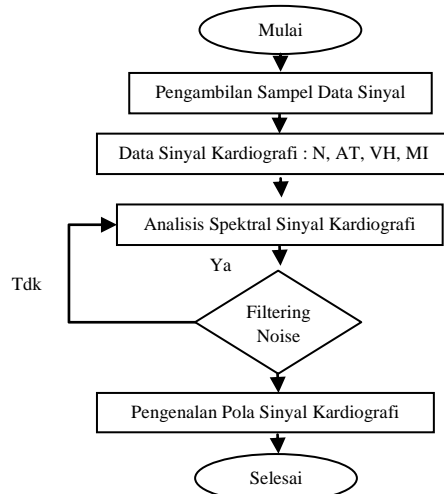 Mulai
Pengambilan Sampel Data Sinyal
Data Sinyal Kardiografi : N, AT, VH, MI
Analisis Spektral Sinyal Kardiografi
Ya
Tdk
Filtering
Noise
Pengenalan Pola Sinyal Kardiografi
Selesai